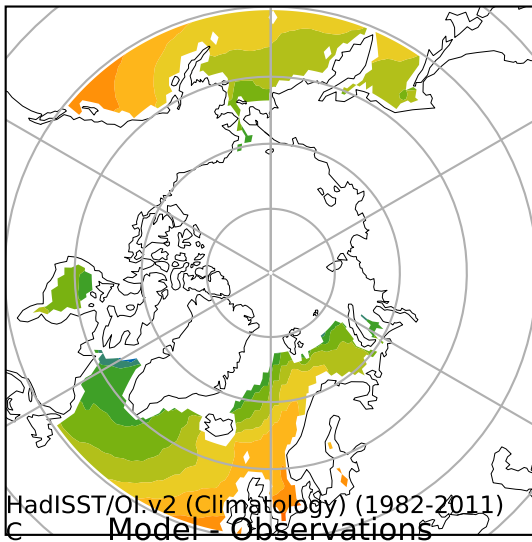 HadISST/OI.v2 (Climatology) (1982-2011)
C Model - Observations